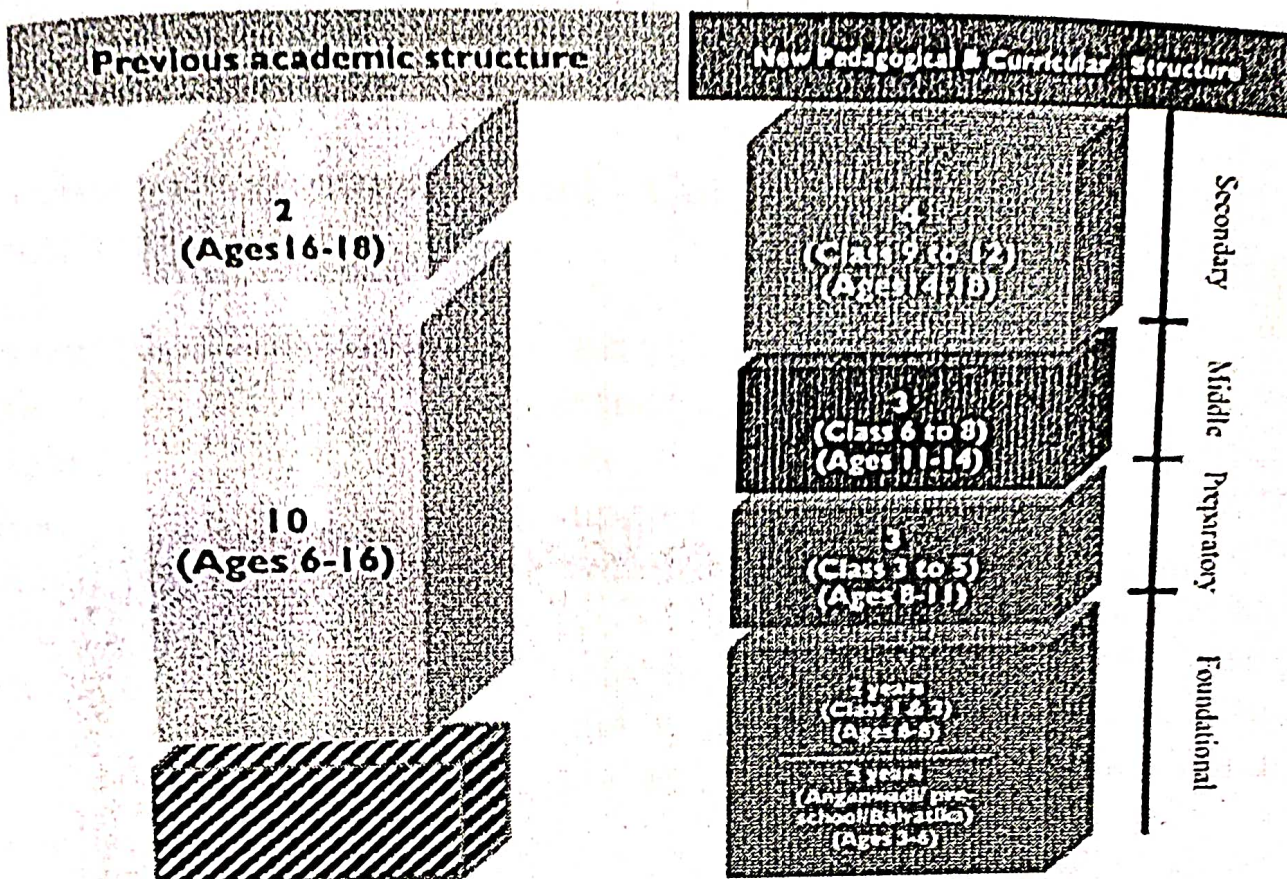 Previous academic structure
2
(Ages 16-18)
10
(Ages 6-16)
New Pedagogical & Curricular Structure
4
(Class 9 to 12)
(Ages 14-18)
Secondary
3
(Class 6 to 8)
(Ages 11-14)
Middle
3
(Class 3 to 5)
(Ages 8-11)
Preparatory
2 years
(Class 1 & 2)
(Ages 6-8)
3 years
(Anganwadi/ pre-
school/Balvatika)
(Ages 3-6)
Foundational